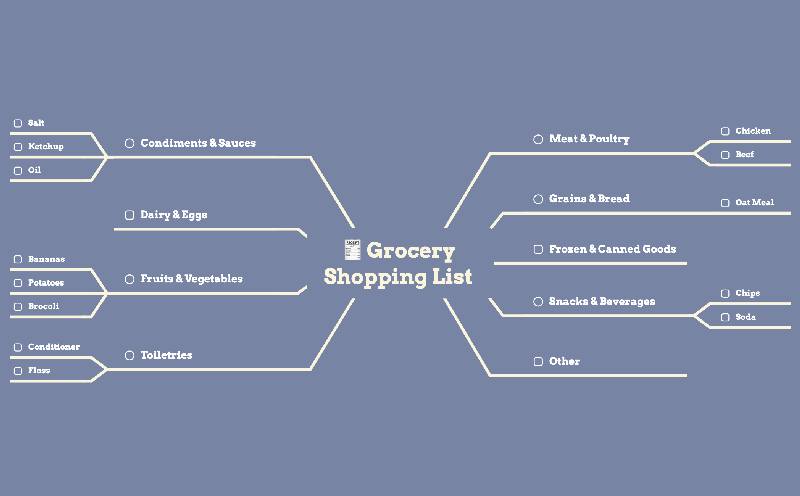 Salt
Ketchup
Oil
Condiments & Sauces
Dairy & Eggs
Bananas
Potatoes
Brocoli
Fruits & Vegetables
Conditioner
Floss
Toiletries
Grocery
Shopping List
Meat & Poultry
Chicken
Beef
Grains & Bread
Oat Meal
Frozen & Canned Goods
Snacks & Beverages
Chips
Soda
Other